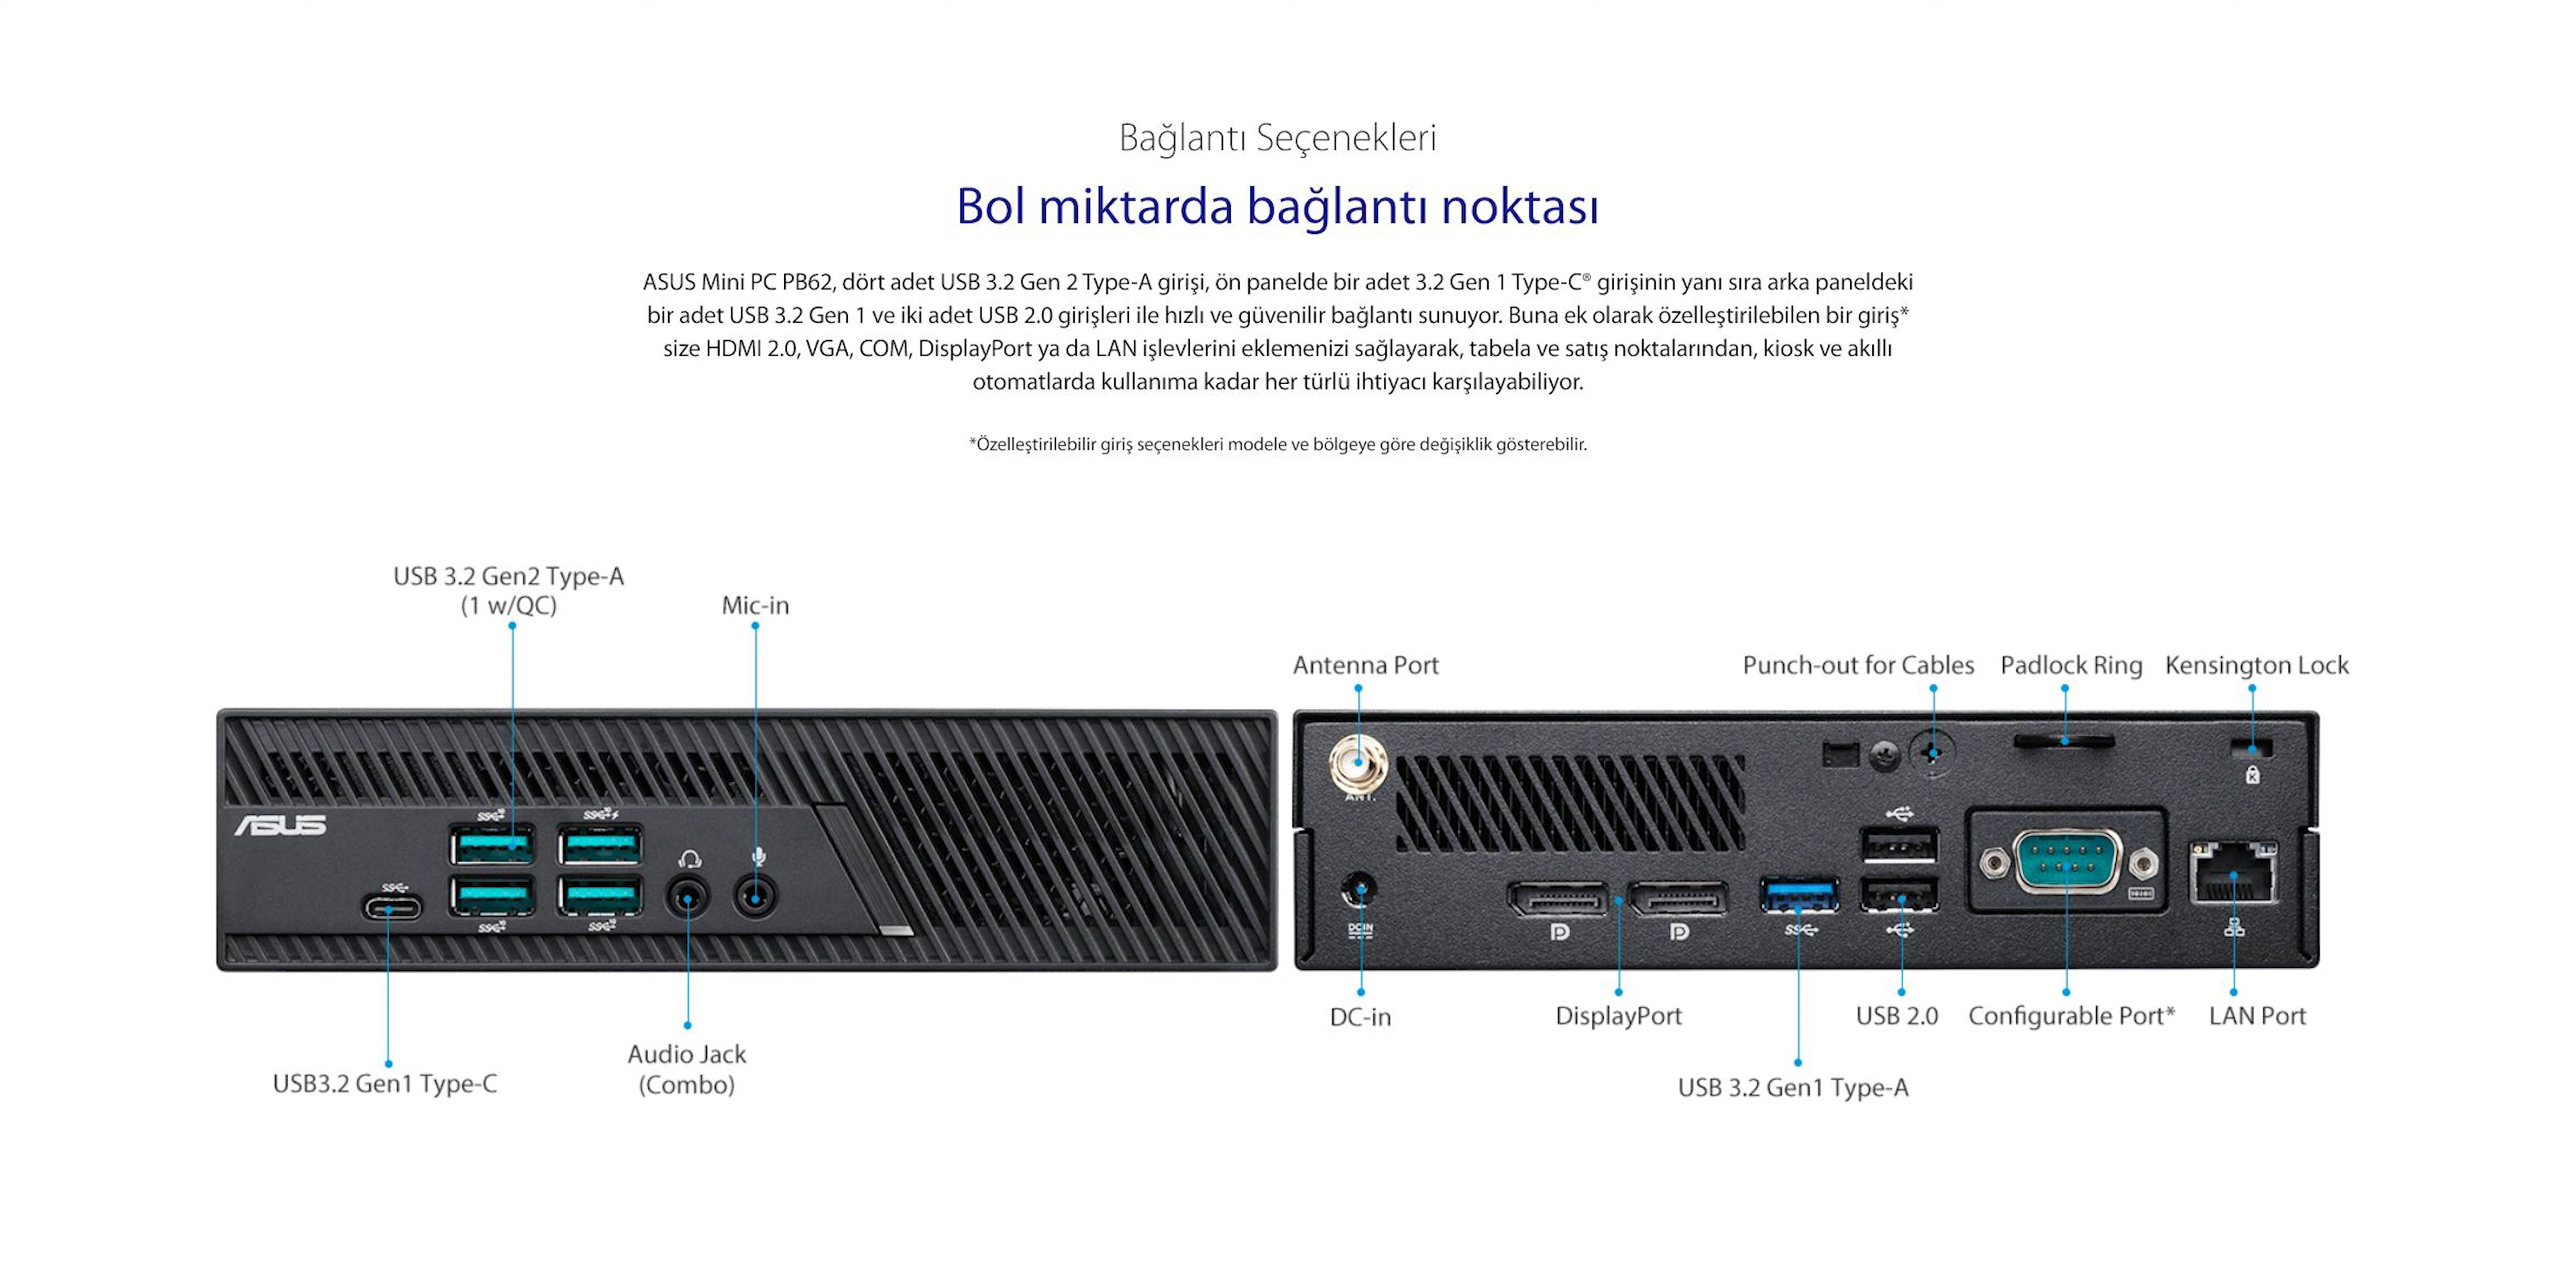 Bağlantı Seçenekleri
Bol miktarda bağlantı noktası
ASUS Mini PC PB62, dört adet USB 3.2 Gen 2 Type-A girişi, ön panelde bir adet 3.2 Gen 1 Type-C® girişinin yanı sıra arka paneldeki
bir adet USB 3.2 Gen 1 ve iki adet USB 2.0 girişleri ile hızlı ve güvenilir bağlantı sunuyor. Buna ek olarak özelleştirilebilen bir giriş*
size HDMI 2.0, VGA, COM, DisplayPort ya da LAN işlevlerini eklemenizi sağlayarak, tabela ve satış noktalarından, kiosk ve akıllı
otomatlarda kullanıma kadar her türlü ihtiyacı karşılayabiliyor.
*Özelleştirilebilir giriş seçenekleri modele ve bölgeye göre değişiklik gösterebilir.
USB 3.2 Gen2 Type-A
(1 w/QC)
Mic-in
ASUS
USB3.2 Gen1 Type-C
Audio Jack
(Combo)
Antenna Port
Punch-out for Cables
Padlock Ring
Kensington Lock
ANT.
DC IN
DC-in
DisplayPort
USB 3.2 Gen1 Type-A
USB 2.0
Configurable Port*
LAN Port